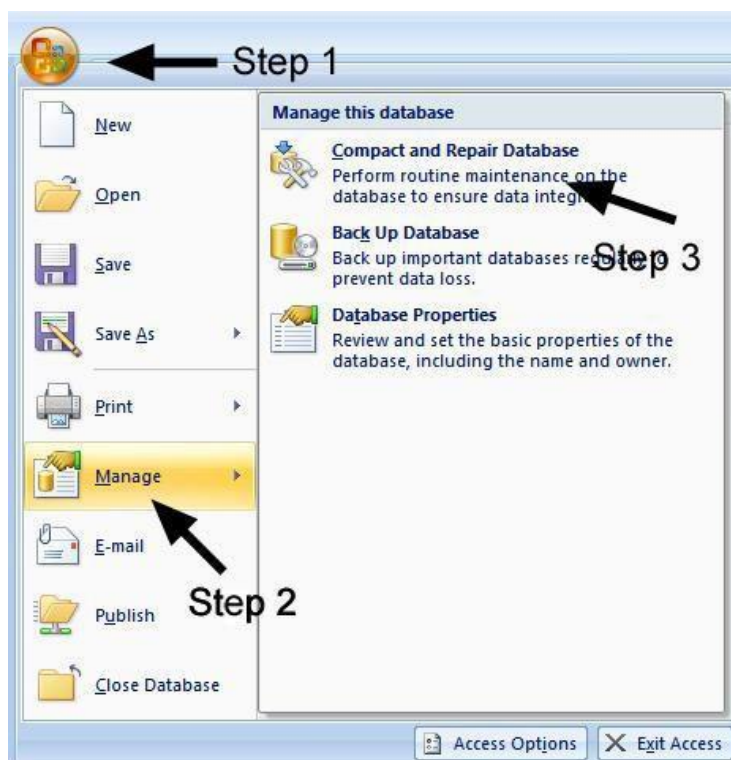 Step 1
New
Open
Save
Save As
Print
Manage
E-mail
Publish
Close Database
Step 2
Manage this database
Compact and Repair Database
Perform routine maintenance on the
database to ensure data
Step 3
Back Up Database
Back up important databases to
prevent data loss.
Database Properties
Review and set the basic properties of the
database, including the name and owner.
Access Options
Exit Access